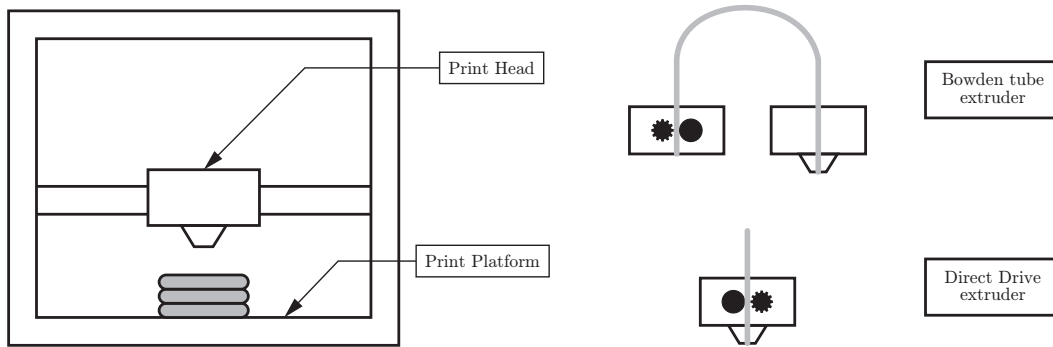 Print Head
Print Platform
Bowden tube
extruder
Direct Drive
extruder